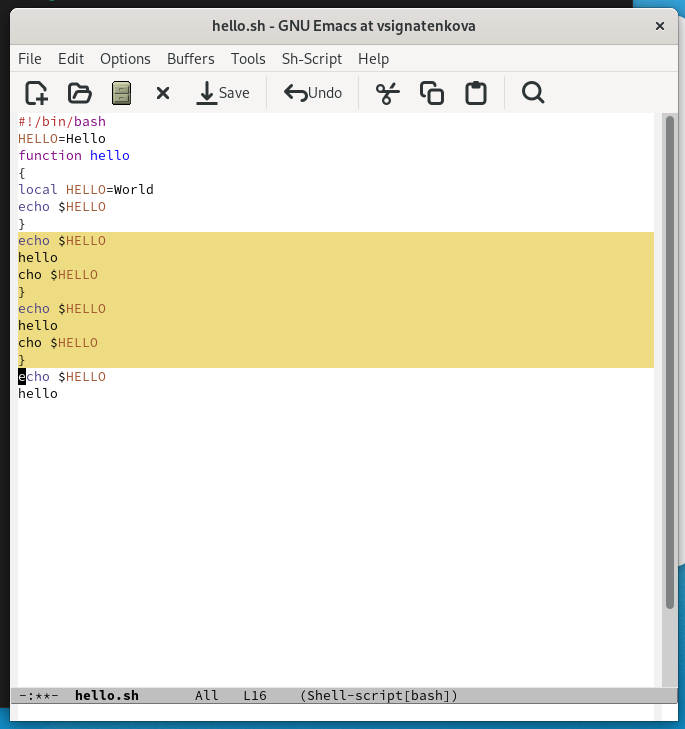 hello.sh - GNU Emacs at vsignatenkova
File Edit Options Buffers Tools Sh-Script Help
Save Undo
#!/bin/bash
HELLO=Hello
function hello
{
local HELLO=World
echo $HELLO
}
echo $HELLO
hello
cho $HELLO
}
echo $HELLO
hello
cho $HELLO
}
echo $HELLO
hello
-:**- hello.sh All L16 (Shell-script[bash])